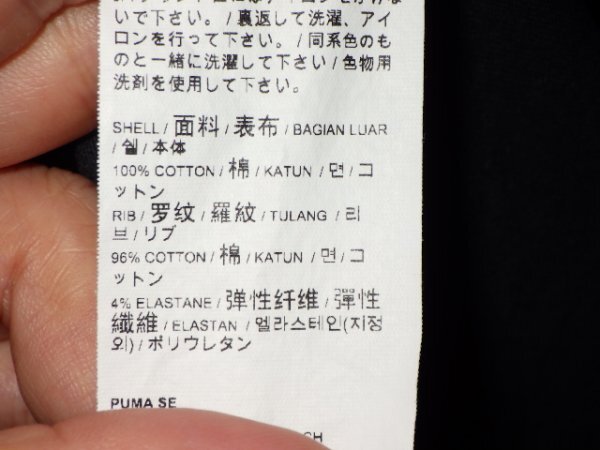 いで下さい。/裏返して洗濯、アイ
ロンを行って下さい。/同系色のも
のと一緒に洗濯して下さい/色物用
洗剤を使用して下さい。
SHELL / 面料 / 表布 / BAGIAN LUAR
/ 쉘 / 本体
100% COTTON / 棉 / KATUN / 면 / コ
ットン
RIB / 罗纹 / 羅紋 / TULANG / 리
브 / リブ
96% COTTON / 棉 / KATUN / 면 / コ
ットン
4% ELASTANE / 弹性纤维 / 彈性
纖維 / ELASTAN / 엘라스테인(지정
외) / ポリウレタン
PUMA SE
CH